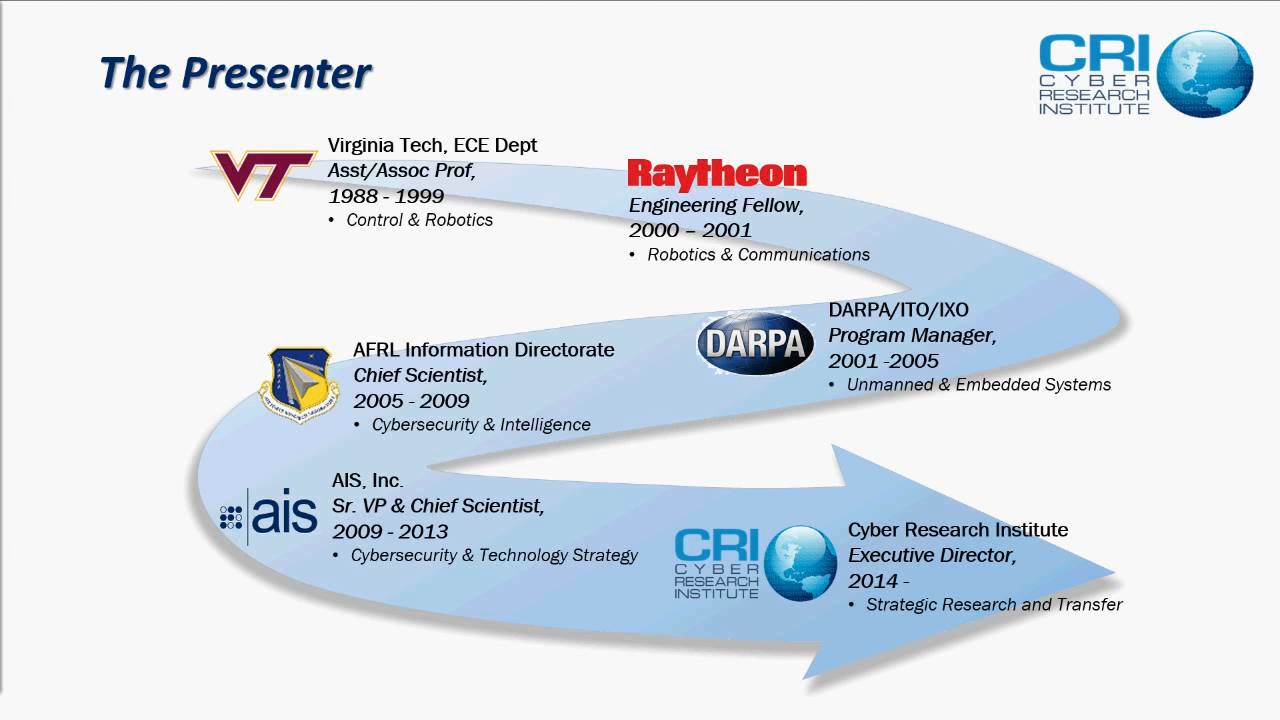 The Presenter
CRI
CYBER
RESEARCH
INSTITUTE
VT
Virginia Tech, ECE Dept
Asst/Assoc Prof,
1988 - 1999
• Control & Robotics
Raytheon
Engineering Fellow,
2000 – 2001
• Robotics & Communications
DARPA
DARPA/ITO/IXO
Program Manager,
2001 -2005
• Unmanned & Embedded Systems
AFRL Information Directorate
Chief Scientist,
2005 - 2009
• Cybersecurity & Intelligence
ais
AIS, Inc.
Sr. VP & Chief Scientist,
2009 - 2013
• Cybersecurity & Technology Strategy
CRI
CYBER
RESEARCH
INSTITUTE
Cyber Research Institute
Executive Director,
2014 -
• Strategic Research and Transfer